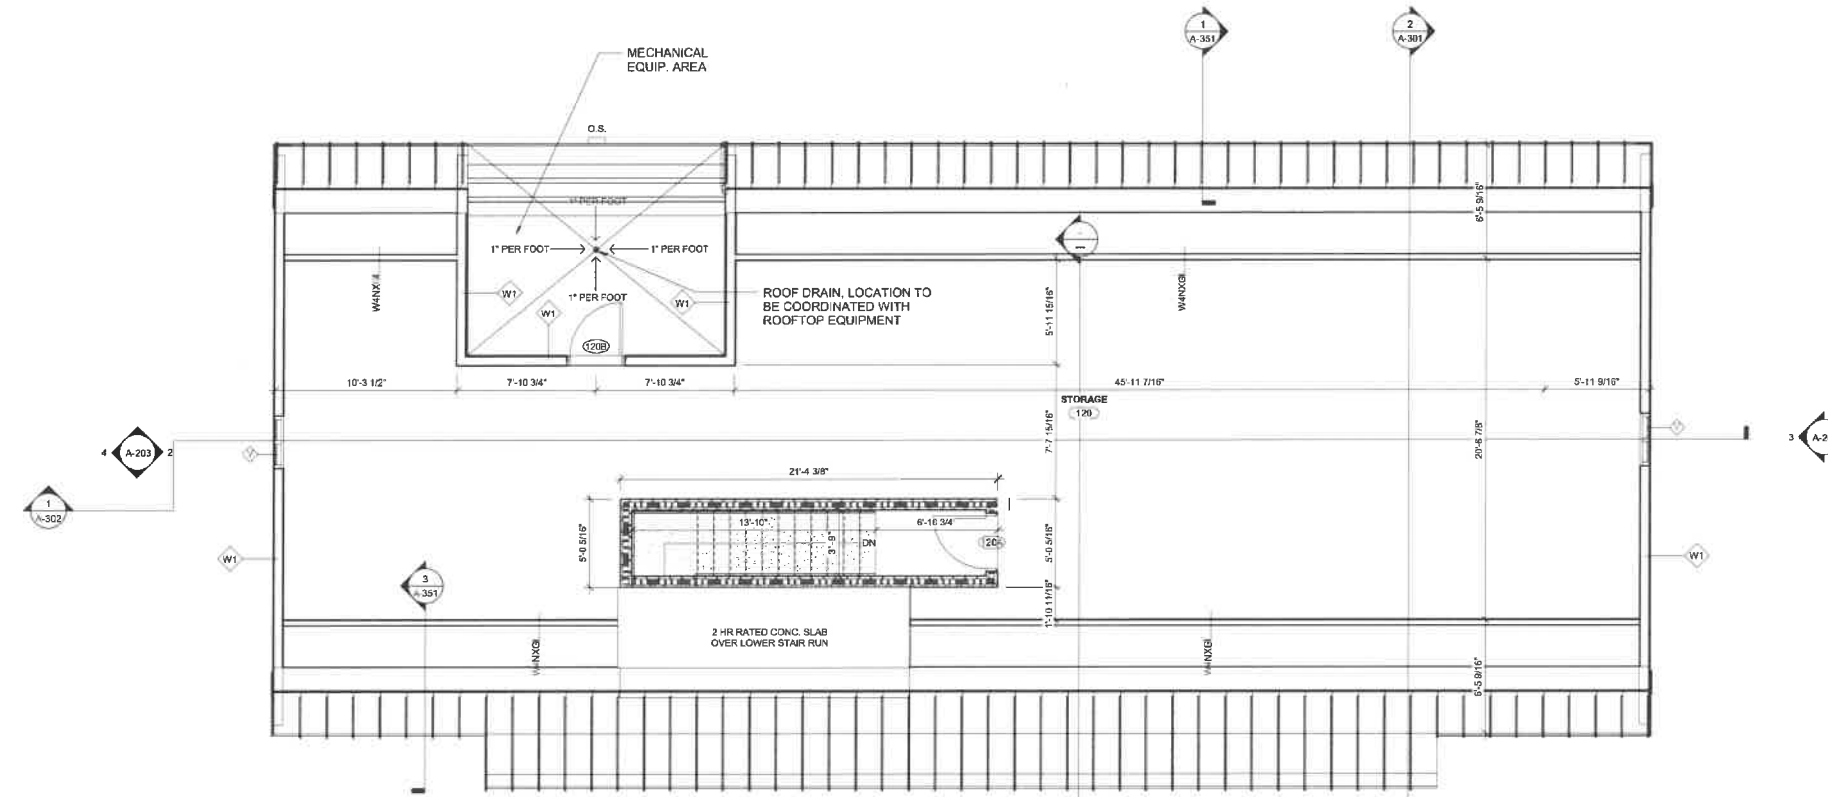 1
A-351
2
A-301
MECHANICAL
EQUIP. AREA
O.S.
1" PER FOOT
1" PER FOOT
1" PER FOOT
1" PER FOOT
6'-5 9/16"
W4NXGL
W1
W1
W1
ROOF DRAIN, LOCATION TO
BE COORDINATED WITH
ROOFTOP EQUIPMENT
5'-11 15/16"
120B
10'-3 1/2"
7'-10 3/4"
7'-10 3/4"
45'-11 7/16"
5'-11 9/16"
STORAGE
120
7'-7 15/16"
20'-8 7/8"
4
A-203
2
3
21'-4 3/8"
1
A-302
13'-10"
3'-9"
DN
5'-0 5/16"
5'-0 5/16"
W1
W1
3
A-351
1'-10 11/16"
2 HR RATED CONC. SLAB
OVER LOWER STAIR RUN
W4NXGL
W4NXGL
6'-5 9/16"